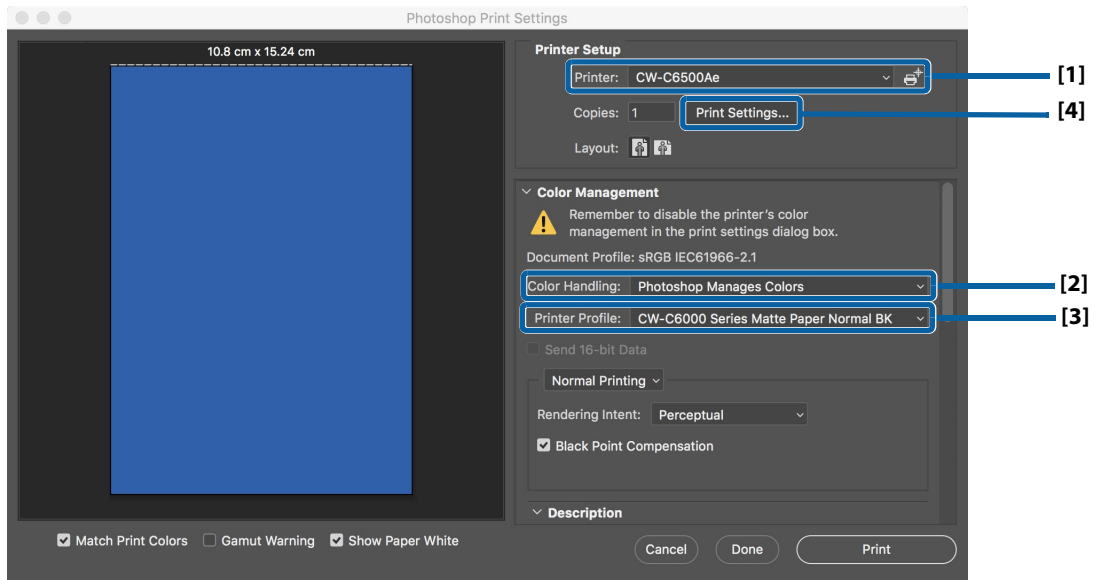 Photoshop Print Settings
10.8 cm x 15.24 cm
Printer Setup
Printer: CW-C6500Ae
[1]
Copies: 1 Print Settings...
[4]
Layout:
Color Management
Remember to disable the printer's color
management in the print settings dialog box.
Document Profile: sRGB IEC61966-2.1
Color Handling: Photoshop Manages Colors
[2]
Printer Profile: CW-C6000 Series Matte Paper Normal BK
[3]
Send 16-bit Data
Normal Printing
Rendering Intent: Perceptual
Black Point Compensation
Description
Match Print Colors Gamut Warning Show Paper White
Cancel Done Print